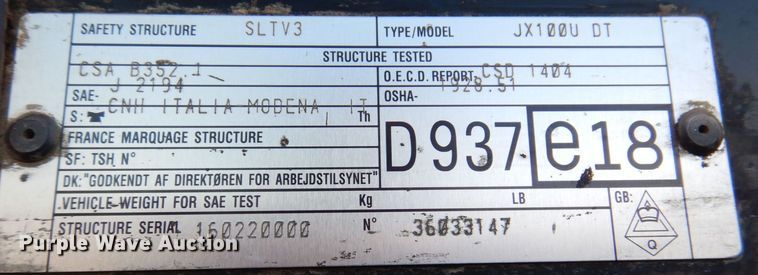 SAFETY STRUCTURE SLTV3 TYPE/MODEL JX100U DT
STRUCTURE TESTED
CSA B352.1 O.E.C.D. REPORT- CSD 1404
SAE- J 2194 OSHA- 1928.51
S: CNH ITALIA MODENA, IT Th
FRANCE MARQUAGE STRUCTURE
SF: TSH N°
D937 e18
DK: "GODKENDT AF DIREKTØREN FOR ARBEJDSTILSYNET"
VEHICLE WEIGHT FOR SAE TEST Kg LB GB:
STRUCTURE SERIAL 160220000 N° 36033147
Q
Purple Wave Auction